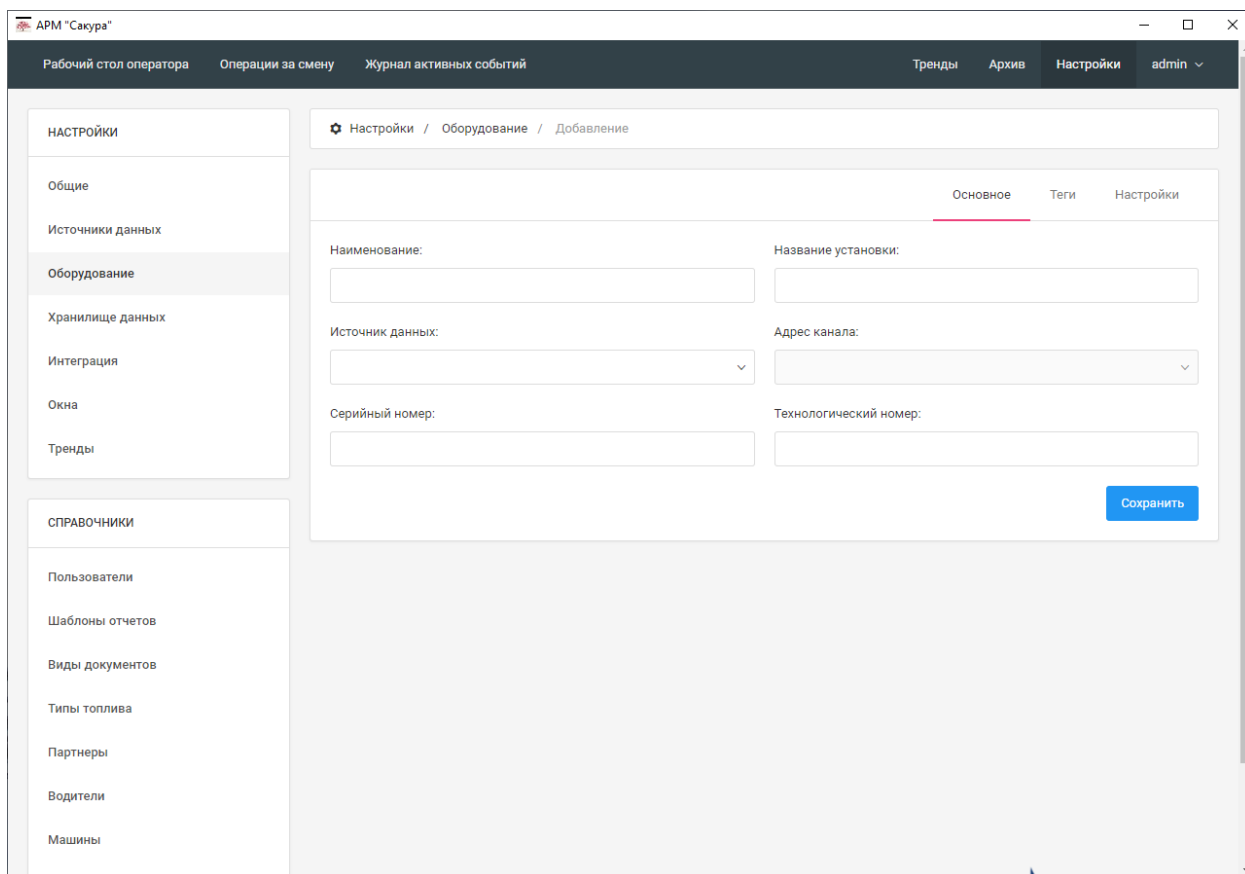 АРМ "Сакура"
Рабочий стол оператора Операции за смену Журнал активных событий Тренды Архив Настройки admin
НАСТРОЙКИ
Общие
Источники данных
Оборудование
Хранилище данных
Интеграция
Окна
Тренды
СПРАВОЧНИКИ
Пользователи
Шаблоны отчетов
Виды документов
Типы топлива
Партнеры
Водители
Машины
Настройки / Оборудование / Добавление
Основное Теги Настройки
Наименование: Название установки:
Источник данных: Адрес канала:
Серийный номер: Технологический номер:
Сохранить